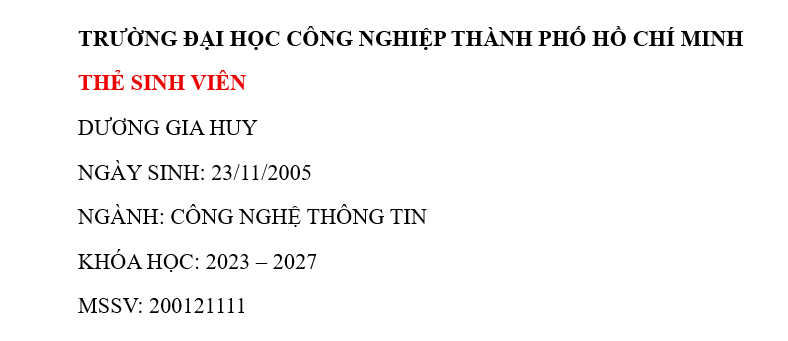 TRƯỜNG ĐẠI HỌC CÔNG NGHIỆP THÀNH PHỐ HỒ CHÍ MINH
THẺ SINH VIÊN
DƯƠNG GIA HUY
NGÀY SINH: 23/11/2005
NGÀNH: CÔNG NGHỆ THÔNG TIN
KHÓA HỌC: 2023 – 2027
MSSV: 200121111